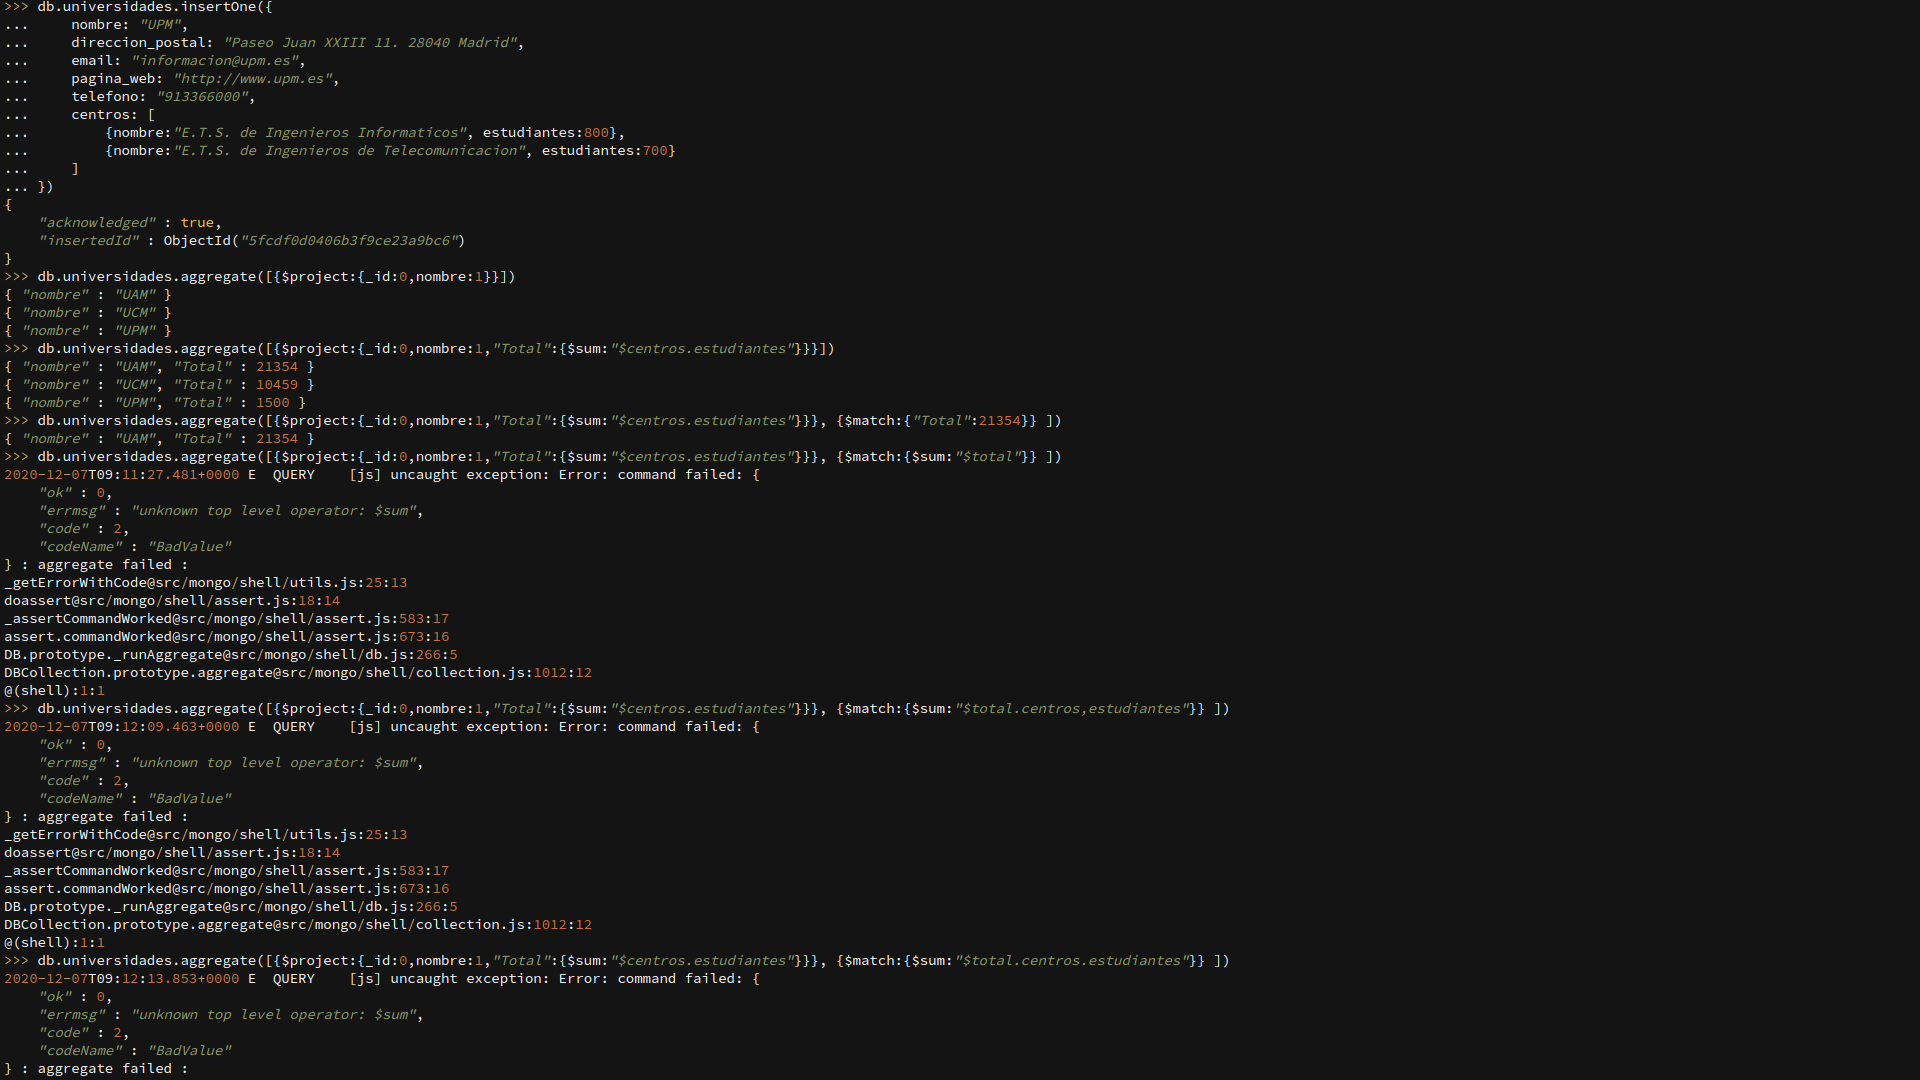 >>> db.universidades.insertOne({
...     nombre: "UPM",
...     direccion_postal: "Paseo Juan XXIII 11. 28040 Madrid",
...     email: "informacion@upm.es",
...     pagina_web: "http://www.upm.es",
...     telefono: "913366000",
...     centros: [
...         {nombre:"E.T.S. de Ingenieros Informaticos", estudiantes:800},
...         {nombre:"E.T.S. de Ingenieros de Telecomunicacion", estudiantes:700}
...     ]
... })
{
    "acknowledged" : true,
    "insertedId" : ObjectId("5fcdf0d0406b3f9ce23a9bc6")
}
>>> db.universidades.aggregate([{$project:{_id:0,nombre:1}}])
{ "nombre" : "UAM" }
{ "nombre" : "UCM" }
{ "nombre" : "UPM" }
>>> db.universidades.aggregate([{$project:{_id:0,nombre:1,"Total":{$sum:"$centros.estudiantes"}}}])
{ "nombre" : "UAM", "Total" : 21354 }
{ "nombre" : "UCM", "Total" : 10459 }
{ "nombre" : "UPM", "Total" : 1500 }
>>> db.universidades.aggregate([{$project:{_id:0,nombre:1,"Total":{$sum:"$centros.estudiantes"}}}, {$match:{"Total":21354}} ])
{ "nombre" : "UAM", "Total" : 21354 }
>>> db.universidades.aggregate([{$project:{_id:0,nombre:1,"Total":{$sum:"$centros.estudiantes"}}}, {$match:{$sum:"$total"}} ])
2020-12-07T09:11:27.481+0000 E  QUERY    [js] uncaught exception: Error: command failed: {
    "ok" : 0,
    "errmsg" : "unknown top level operator: $sum",
    "code" : 2,
    "codeName" : "BadValue"
} : aggregate failed :
_getErrorWithCode@src/mongo/shell/utils.js:25:13
doassert@src/mongo/shell/assert.js:18:14
_assertCommandWorked@src/mongo/shell/assert.js:583:17
assert.commandWorked@src/mongo/shell/assert.js:673:16
DB.prototype._runAggregate@src/mongo/shell/db.js:266:5
DBCollection.prototype.aggregate@src/mongo/shell/collection.js:1012:12
@(shell):1:1
>>> db.universidades.aggregate([{$project:{_id:0,nombre:1,"Total":{$sum:"$centros.estudiantes"}}}, {$match:{$sum:"$total.centros,estudiantes"}} ])
2020-12-07T09:12:09.463+0000 E  QUERY    [js] uncaught exception: Error: command failed: {
    "ok" : 0,
    "errmsg" : "unknown top level operator: $sum",
    "code" : 2,
    "codeName" : "BadValue"
} : aggregate failed :
_getErrorWithCode@src/mongo/shell/utils.js:25:13
doassert@src/mongo/shell/assert.js:18:14
_assertCommandWorked@src/mongo/shell/assert.js:583:17
assert.commandWorked@src/mongo/shell/assert.js:673:16
DB.prototype._runAggregate@src/mongo/shell/db.js:266:5
DBCollection.prototype.aggregate@src/mongo/shell/collection.js:1012:12
@(shell):1:1
>>> db.universidades.aggregate([{$project:{_id:0,nombre:1,"Total":{$sum:"$centros.estudiantes"}}}, {$match:{$sum:"$total.centros.estudiantes"}} ])
2020-12-07T09:12:13.853+0000 E  QUERY    [js] uncaught exception: Error: command failed: {
    "ok" : 0,
    "errmsg" : "unknown top level operator: $sum",
    "code" : 2,
    "codeName" : "BadValue"
} : aggregate failed :